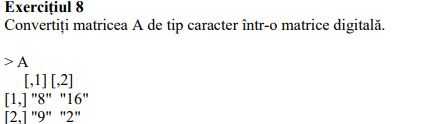 Exercițiul 8
Convertiți matricea A de tip caracter într-o matrice digitală.
> A
[,1] [,2]
[1,] "8" "16"
[2,] "9" "2"